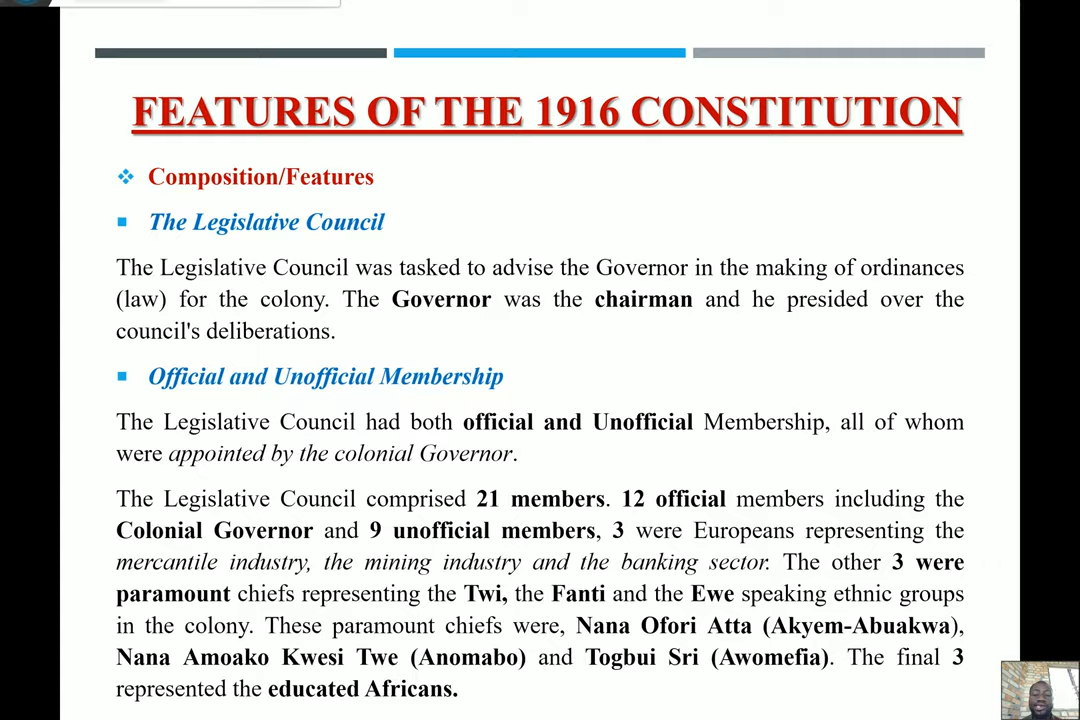 FEATURES OF THE 1916 CONSTITUTION
Composition/Features
The Legislative Council
The Legislative Council was tasked to advise the Governor in the making of ordinances
(law) for the colony. The Governor was the chairman and he presided over the
council's deliberations.
Official and Unofficial Membership
The Legislative Council had both official and Unofficial Membership, all of whom
were appointed by the colonial Governor.
The Legislative Council comprised 21 members. 12 official members including the
Colonial Governor and 9 unofficial members, 3 were Europeans representing the
mercantile industry, the mining industry and the banking sector. The other 3 were
paramount chiefs representing the Twi, the Fanti and the Ewe speaking ethnic groups
in the colony. These paramount chiefs were, Nana Ofori Atta (Akyem-Abuakwa),
Nana Amoako Kwesi Twe (Anomabo) and Togbui Sri (Awomefia). The final 3
represented the educated Africans.